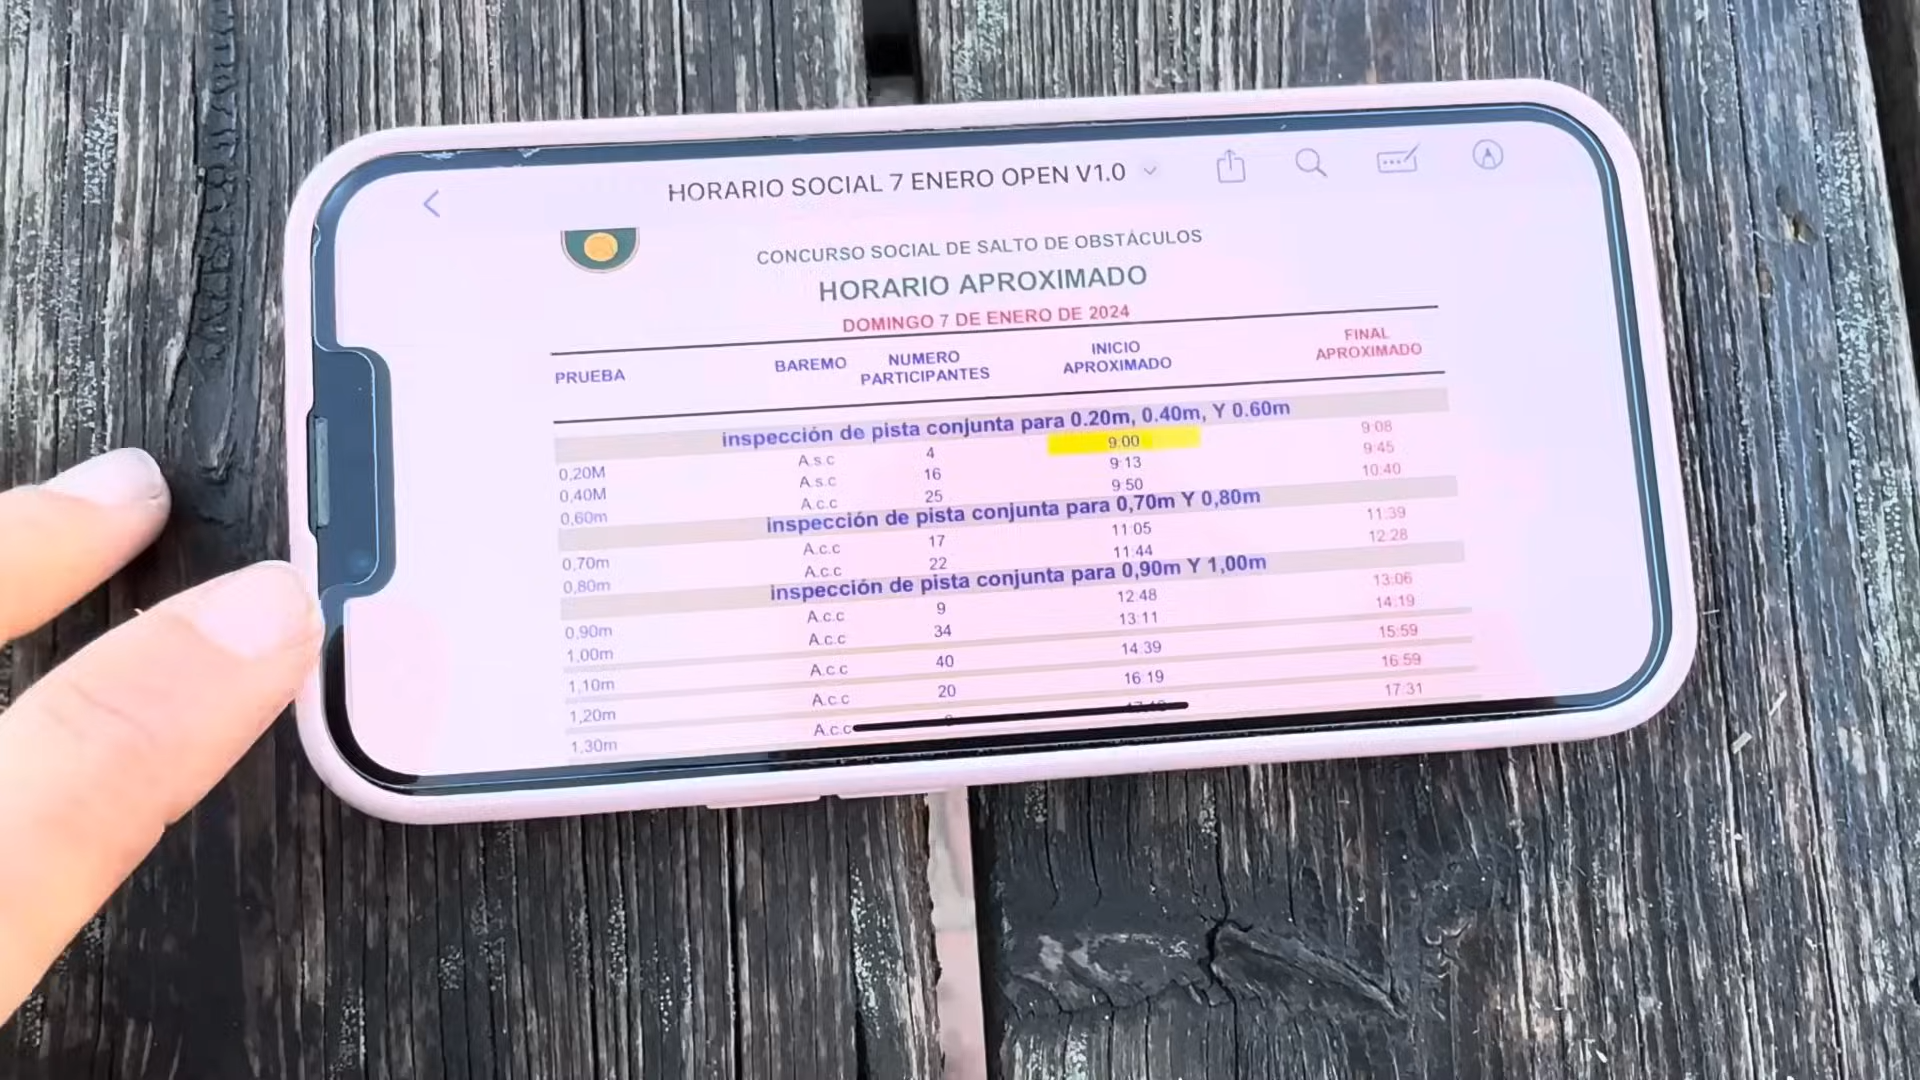 HORARIO SOCIAL 7 ENERO OPEN V1.0
CONCURSO SOCIAL DE SALTO DE OBSTÁCULOS
HORARIO APROXIMADO
DOMINGO 7 DE ENERO DE 2024
PRUEBA BAREMO NUMERO PARTICIPANTES INICIO APROXIMADO FINAL APROXIMADO
inspección de pista conjunta para 0.20m, 0.40m, Y 0.60m
0,20M A.s.c 4 9:00 9:08
0,40M A.s.c 16 9:13 9:45
0,60m A.c.c 25 9:50 10:40
inspección de pista conjunta para 0,70m Y 0,80m
0,70m A.c.c 17 11:05 11:39
0,80m A.c.c 22 11:44 12:28
inspección de pista conjunta para 0,90m Y 1,00m
0,90m A.c.c 9 12:48 13:06
1,00m A.c.c 34 13:11 14:19
1,10m A.c.c 40 14:39 15:59
1,20m A.c.c 20 16:19 16:59
1,30m A.c.c 17:31